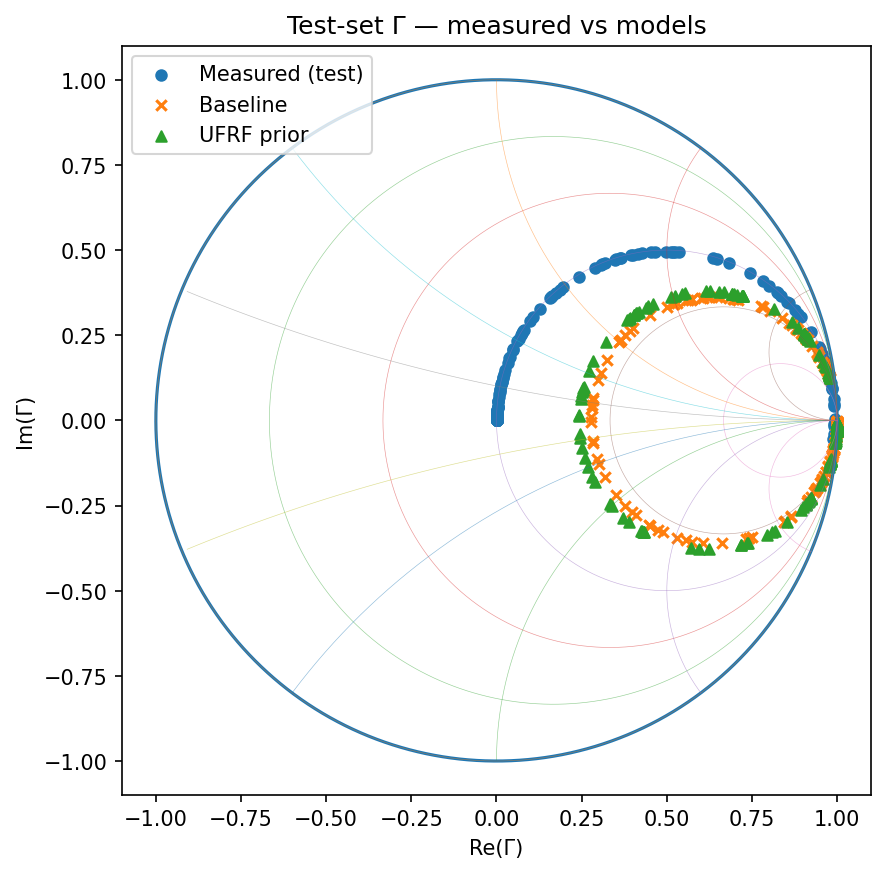 Test-set Γ — measured vs models
Measured (test)
Baseline
UFRF prior
1.00
0.75
0.50
0.25
0.00
−0.25
−0.50
−0.75
−1.00
Im(Γ)
−1.00 −0.75 −0.50 −0.25 0.00 0.25 0.50 0.75 1.00
Re(Γ)